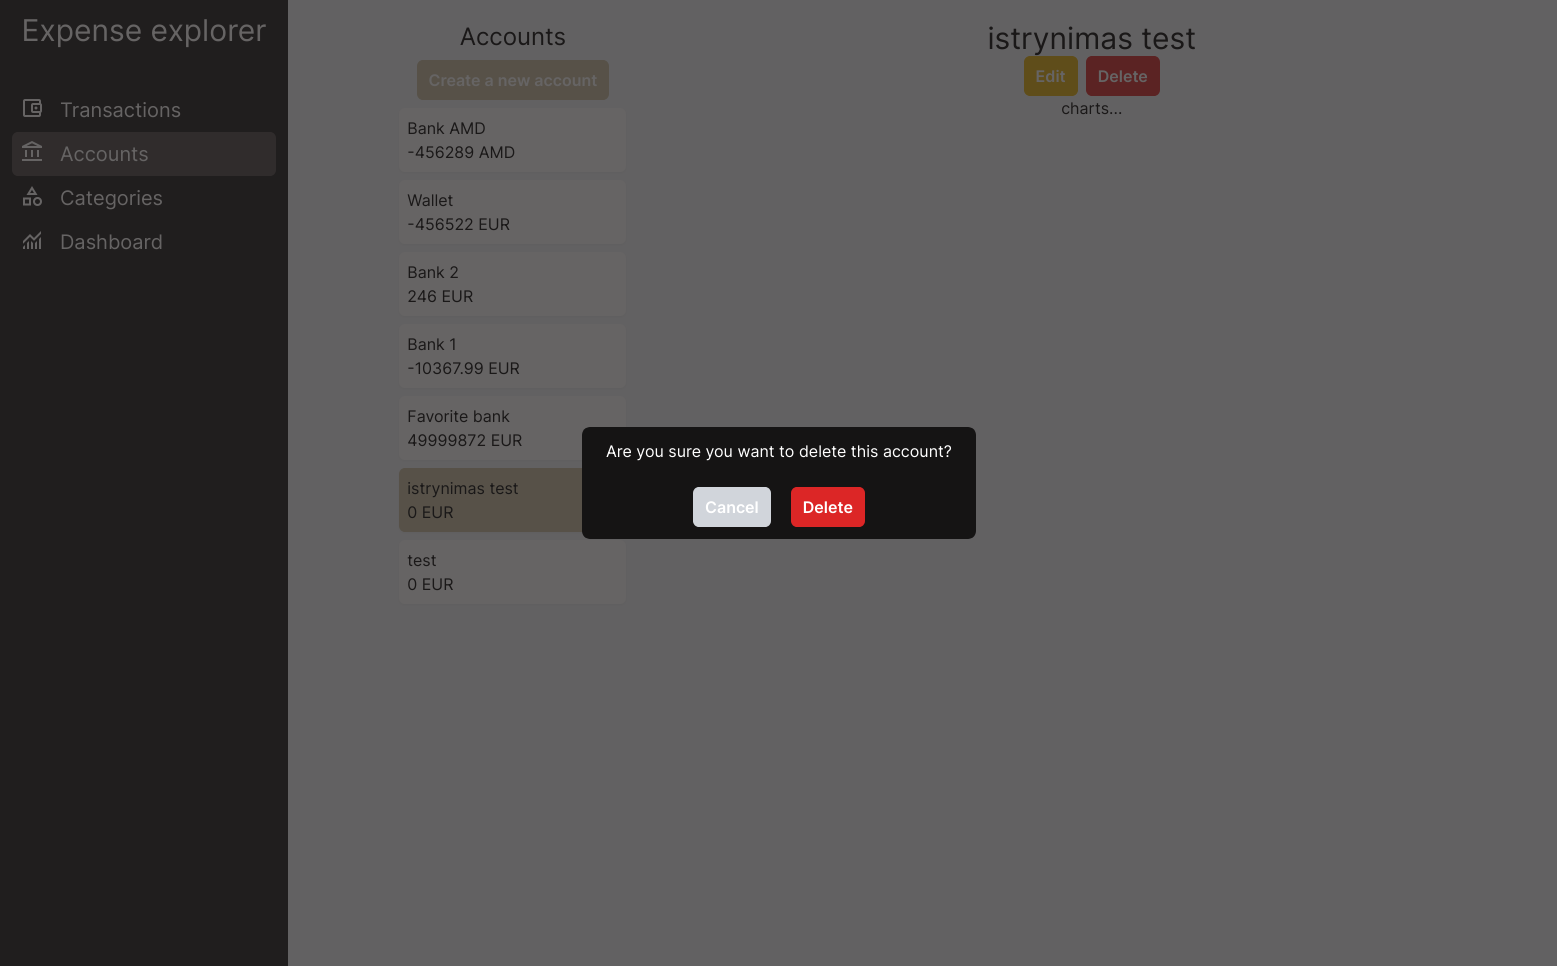 Expense explorer
Transactions
Accounts
Categories
Dashboard
Accounts
Create a new account
Bank AMD
-456289 AMD
Wallet
-456522 EUR
Bank 2
246 EUR
Bank 1
-10367.99 EUR
Favorite bank
49999872 EUR
istrynimas test
0 EUR
test
0 EUR
istrynimas test
Edit Delete
charts...
Are you sure you want to delete this account?
Cancel Delete